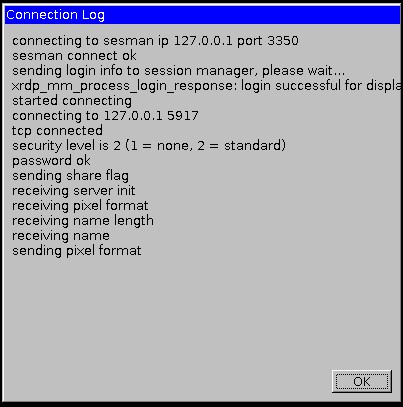 Connection Log
connecting to sesman ip 127.0.0.1 port 3350
sesman connect ok
sending login info to session manager, please wait...
xrdp_mm_process_login_response: login successful for displa
started connecting
connecting to 127.0.0.1 5917
tcp connected
security level is 2 (1 = none, 2 = standard)
password ok
sending share flag
receiving server init
receiving pixel format
receiving name length
receiving name
sending pixel format
OK